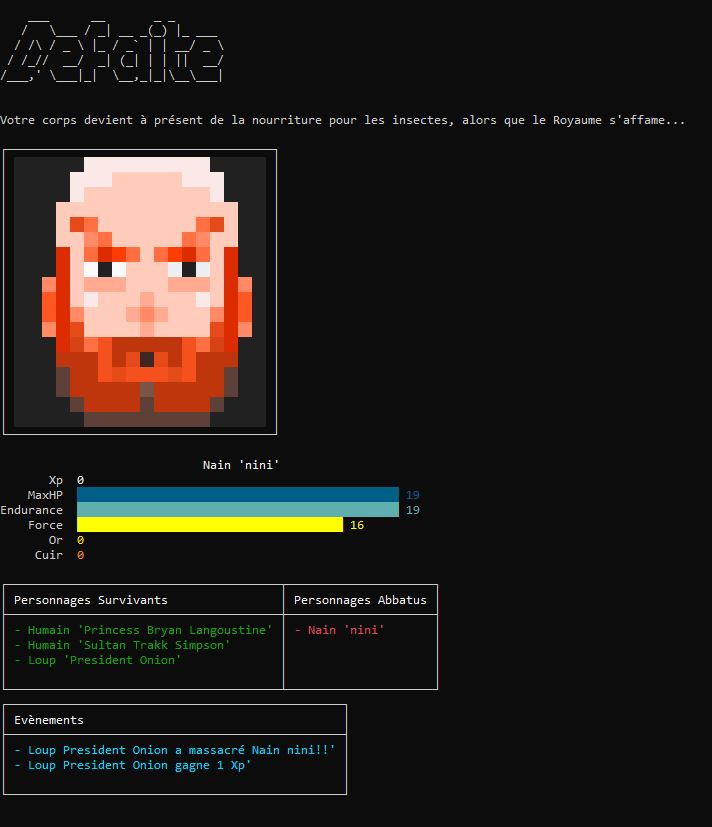 Defaite
Votre corps devient à présent de la nourriture pour les insectes, alors que le Royaume s'affame...
Nain 'nini'
Xp 0
MaxHP 19
Endurance 19
Force 16
Or 0
Cuir 0
Personnages Survivants
- Humain 'Princess Bryan Langoustine'
- Humain 'Sultan Trakk Simpson'
- Loup 'President Onion'
Personnages Abbatus
- Nain 'nini'
Evènements
- Loup President Onion a massacré Nain nini!!'
- Loup President Onion gagne 1 Xp'